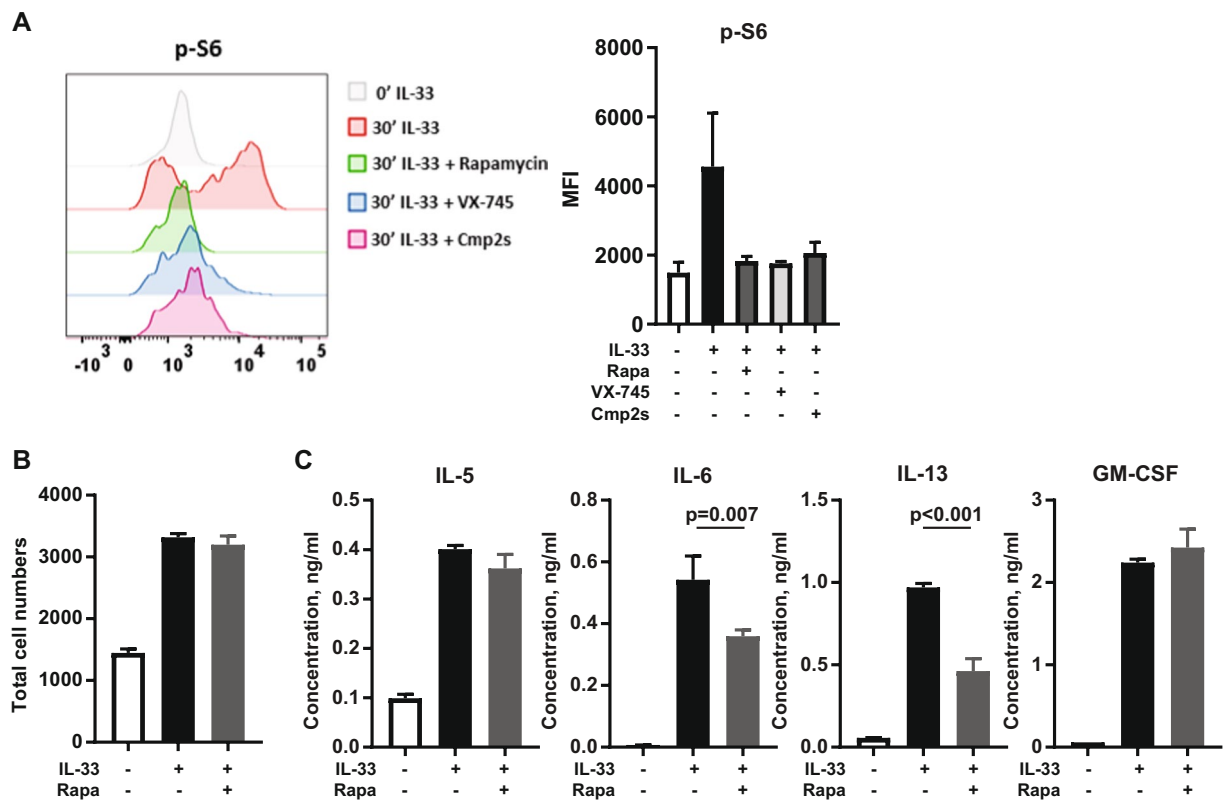 A
p-S6
0' IL-33
30' IL-33
30' IL-33 + Rapamycin
30' IL-33 + VX-745
30' IL-33 + Cmp2s
-10 3 0 10 3 10 4 10 5
p-S6
MFI
8000
6000
4000
2000
0
IL-33 - + + + +
Rapa - - + - -
VX-745 - - - + -
Cmp2s - - - - +
B
Total cell numbers
4000
3000
2000
1000
0
IL-33 - + +
Rapa - - +
C
IL-5
Concentration, ng/ml
0.5
0.4
0.3
0.2
0.1
0.0
IL-33 - + +
Rapa - - +
IL-6
p=0.007
Concentration, ng/ml
0.8
0.6
0.4
0.2
0.0
IL-33 - + +
Rapa - - +
IL-13
p<0.001
Concentration, ng/ml
1.5
1.0
0.5
0.0
IL-33 - + +
Rapa - - +
GM-CSF
Concentration, ng/ml
3
2
1
0
IL-33 - + +
Rapa - - +